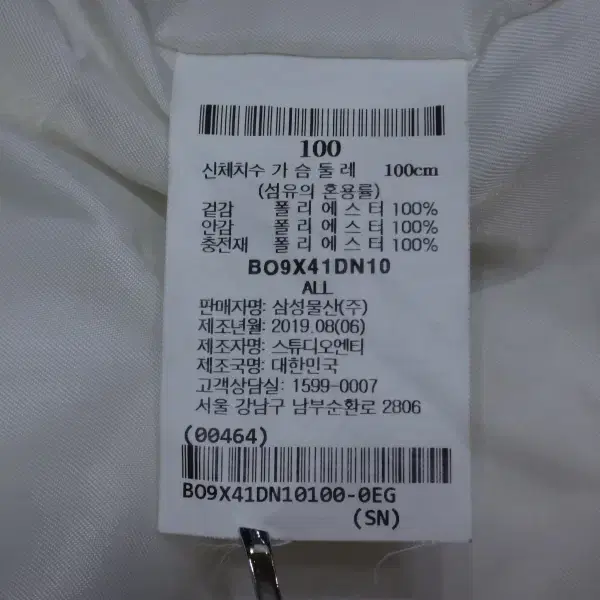 100
신체치수 가 슴 둘 레 100cm
(섬유의 혼용률)
겉감 폴 리 에 스 터 100%
안감 폴 리 에 스 터 100%
충전재 폴 리 에 스 터 100%
BO9X41DN10
ALL
판매자명: 삼성물산(주)
제조년월: 2019.08(06)
제조자명: 스튜디오엔티
제조국명: 대한민국
고객상담실: 1599-0007
서울 강남구 남부순환로 2806
(00464)
BO9X41DN10100-0EG
(SN)